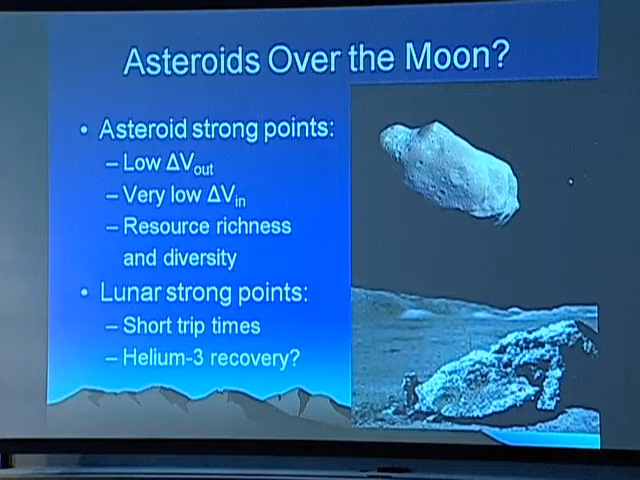 Asteroids Over the Moon?
• Asteroid strong points:
– Low ΔVout
– Very low ΔVin
– Resource richness
and diversity
• Lunar strong points:
– Short trip times
– Helium-3 recovery?